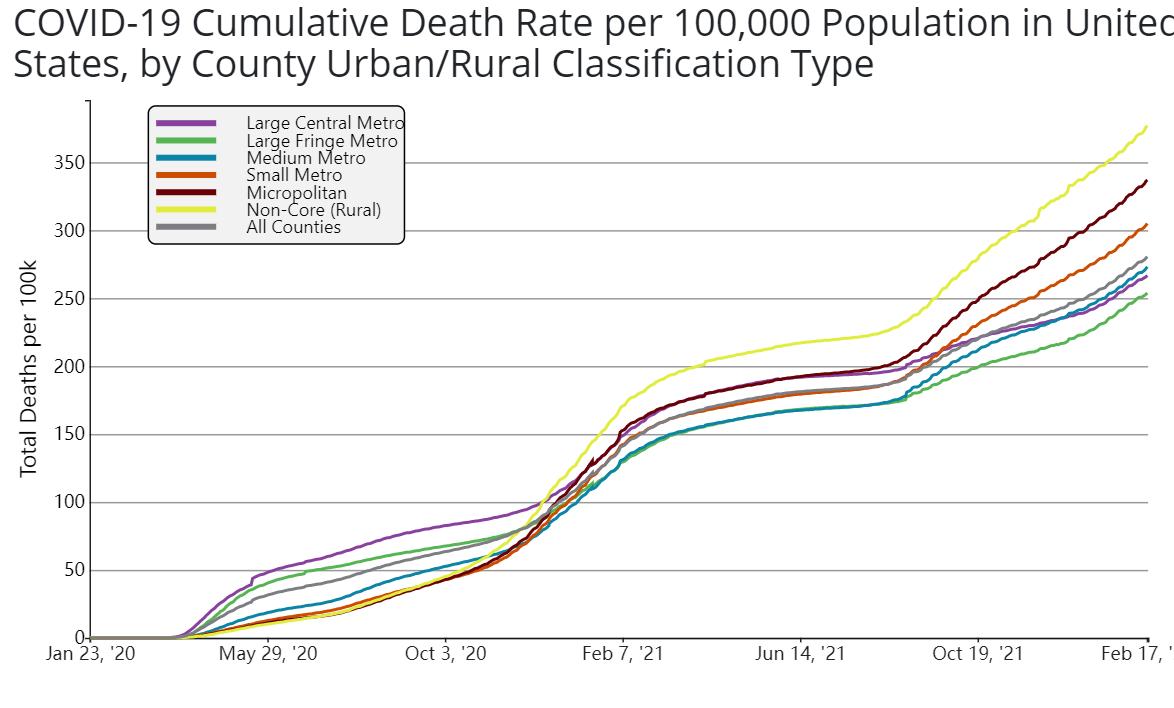 COVID-19 Cumulative Death Rate per 100,000 Population in United
States, by County Urban/Rural Classification Type
Large Central Metro
Large Fringe Metro
Medium Metro
Small Metro
Micropolitan
Non-Core (Rural)
All Counties
Total Deaths per 100k
350
300
250
200
150
100
50
0
Jan 23, '20 May 29, '20 Oct 3, '20 Feb 7, '21 Jun 14, '21 Oct 19, '21 Feb 17, '